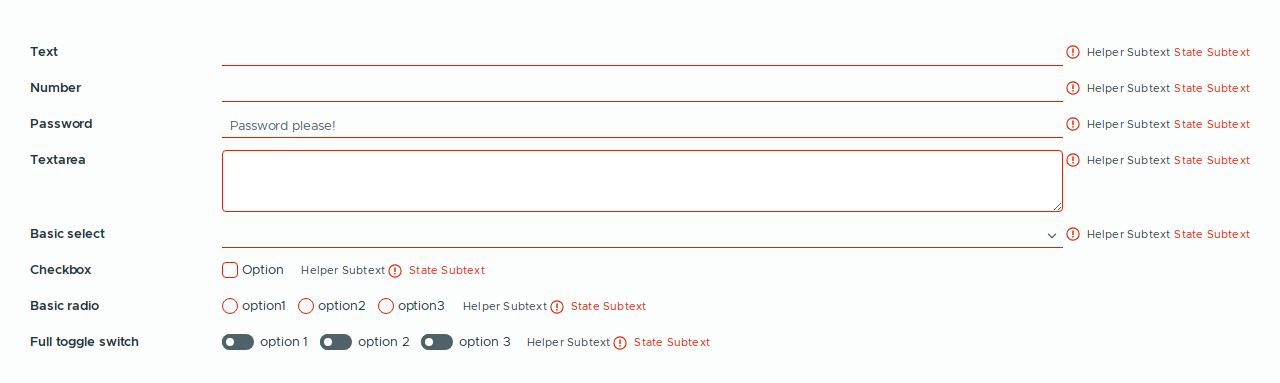 Text Helper Subtext State Subtext
Number Helper Subtext State Subtext
Password Password please! Helper Subtext State Subtext
Textarea Helper Subtext State Subtext
Basic select Helper Subtext State Subtext
Checkbox Option Helper Subtext State Subtext
Basic radio option1 option2 option3 Helper Subtext State Subtext
Full toggle switch option 1 option 2 option 3 Helper Subtext State Subtext